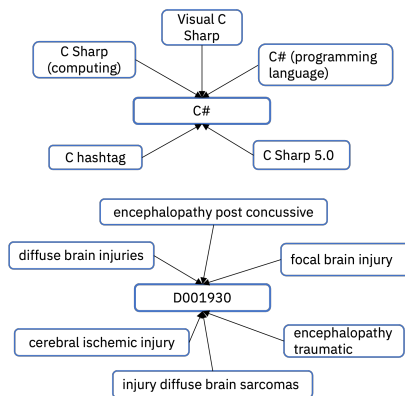 Visual C
Sharp
C Sharp
(computing)
C# (programming
language)
C#
C hashtag
C Sharp 5.0
encephalopathy post concussive
diffuse brain injuries
focal brain injury
D001930
cerebral ischemic injury
encephalopathy
traumatic
injury diffuse brain sarcomas